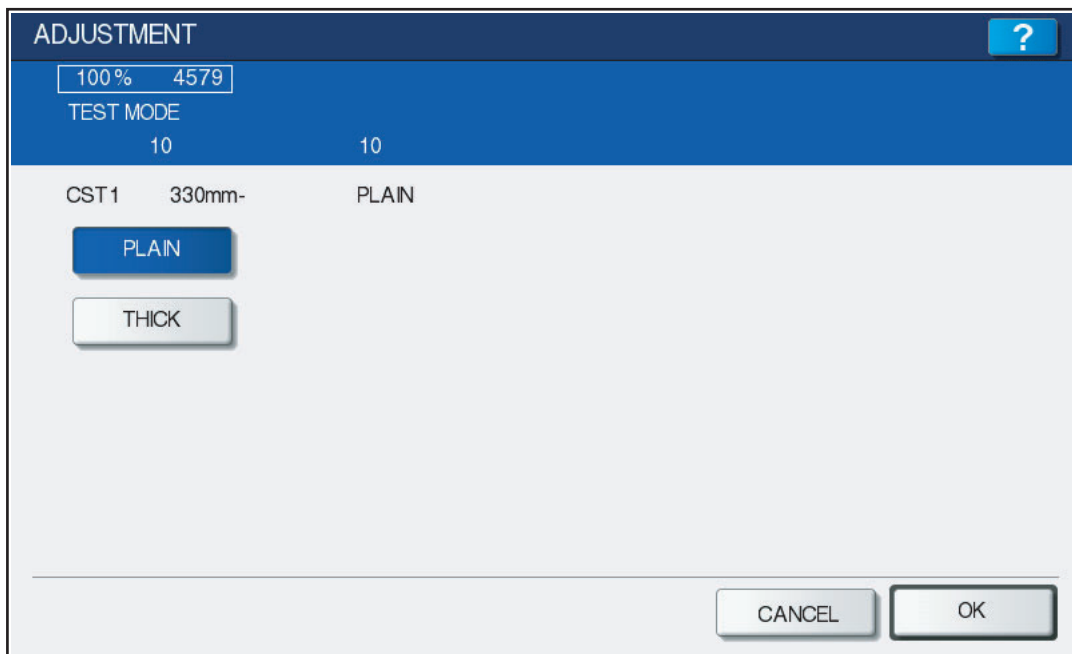 ADJUSTMENT ?
100% 4579
TEST MODE
10 10
CST1 330mm- PLAIN
PLAIN
THICK
CANCEL OK